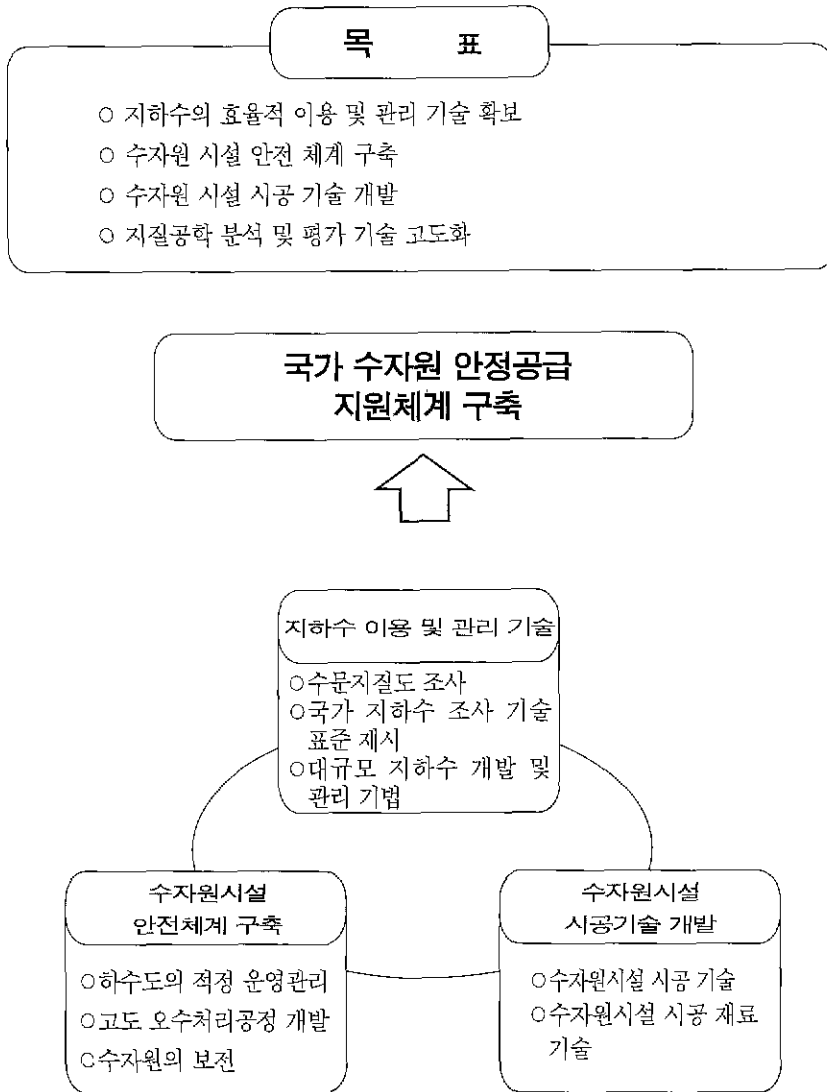 목 표
○ 지하수의 효율적 이용 및 관리 기술 확보
○ 수자원 시설 안전 체계 구축
○ 수자원 시설 시공 기술 개발
○ 지질공학 분석 및 평가 기술 고도화
국가 수자원 안정공급
지원체계 구축
지하수 이용 및 관리 기술
○수문지질도 조사
○국가 지하수 조사 기술
표준 제시
○대규모 지하수 개발 및
관리 기법
수자원시설
안전체계 구축
○하수도의 적정 운영관리
○고도 오수처리공정 개발
○수자원의 보전
수자원시설
시공기술 개발
○수자원시설 시공 기술
○수자원시설 시공 재료
기술